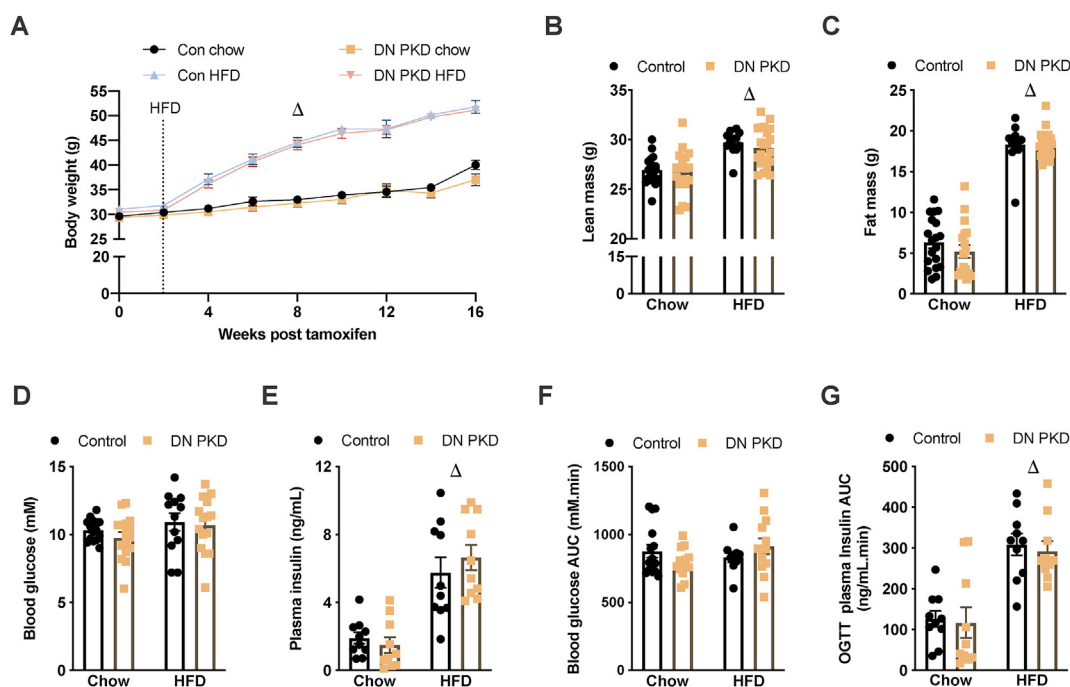 A
Con chow
DN PKD chow
Con HFD
DN PKD HFD
HFD
Δ
Body weight (g)
55
50
45
40
35
30
25
20
0
0
4
8
12
16
Weeks post tamoxifen
B
Control
DN PKD
Δ
Lean mass (g)
35
30
25
15
0
Chow
HFD
C
Control
DN PKD
Δ
Fat mass (g)
25
20
15
10
5
0
Chow
HFD
D
Control
DN PKD
Blood glucose (mM)
15
10
5
0
Chow
HFD
E
Control
DN PKD
Δ
Plasma insulin (ng/mL)
12
9
6
3
0
Chow
HFD
F
Control
DN PKD
Blood glucose AUC (mM.min)
1500
1000
500
0
Chow
HFD
G
Control
DN PKD
Δ
OGTT plasma Insulin AUC
(ng/mL.min)
500
400
300
200
100
0
Chow
HFD